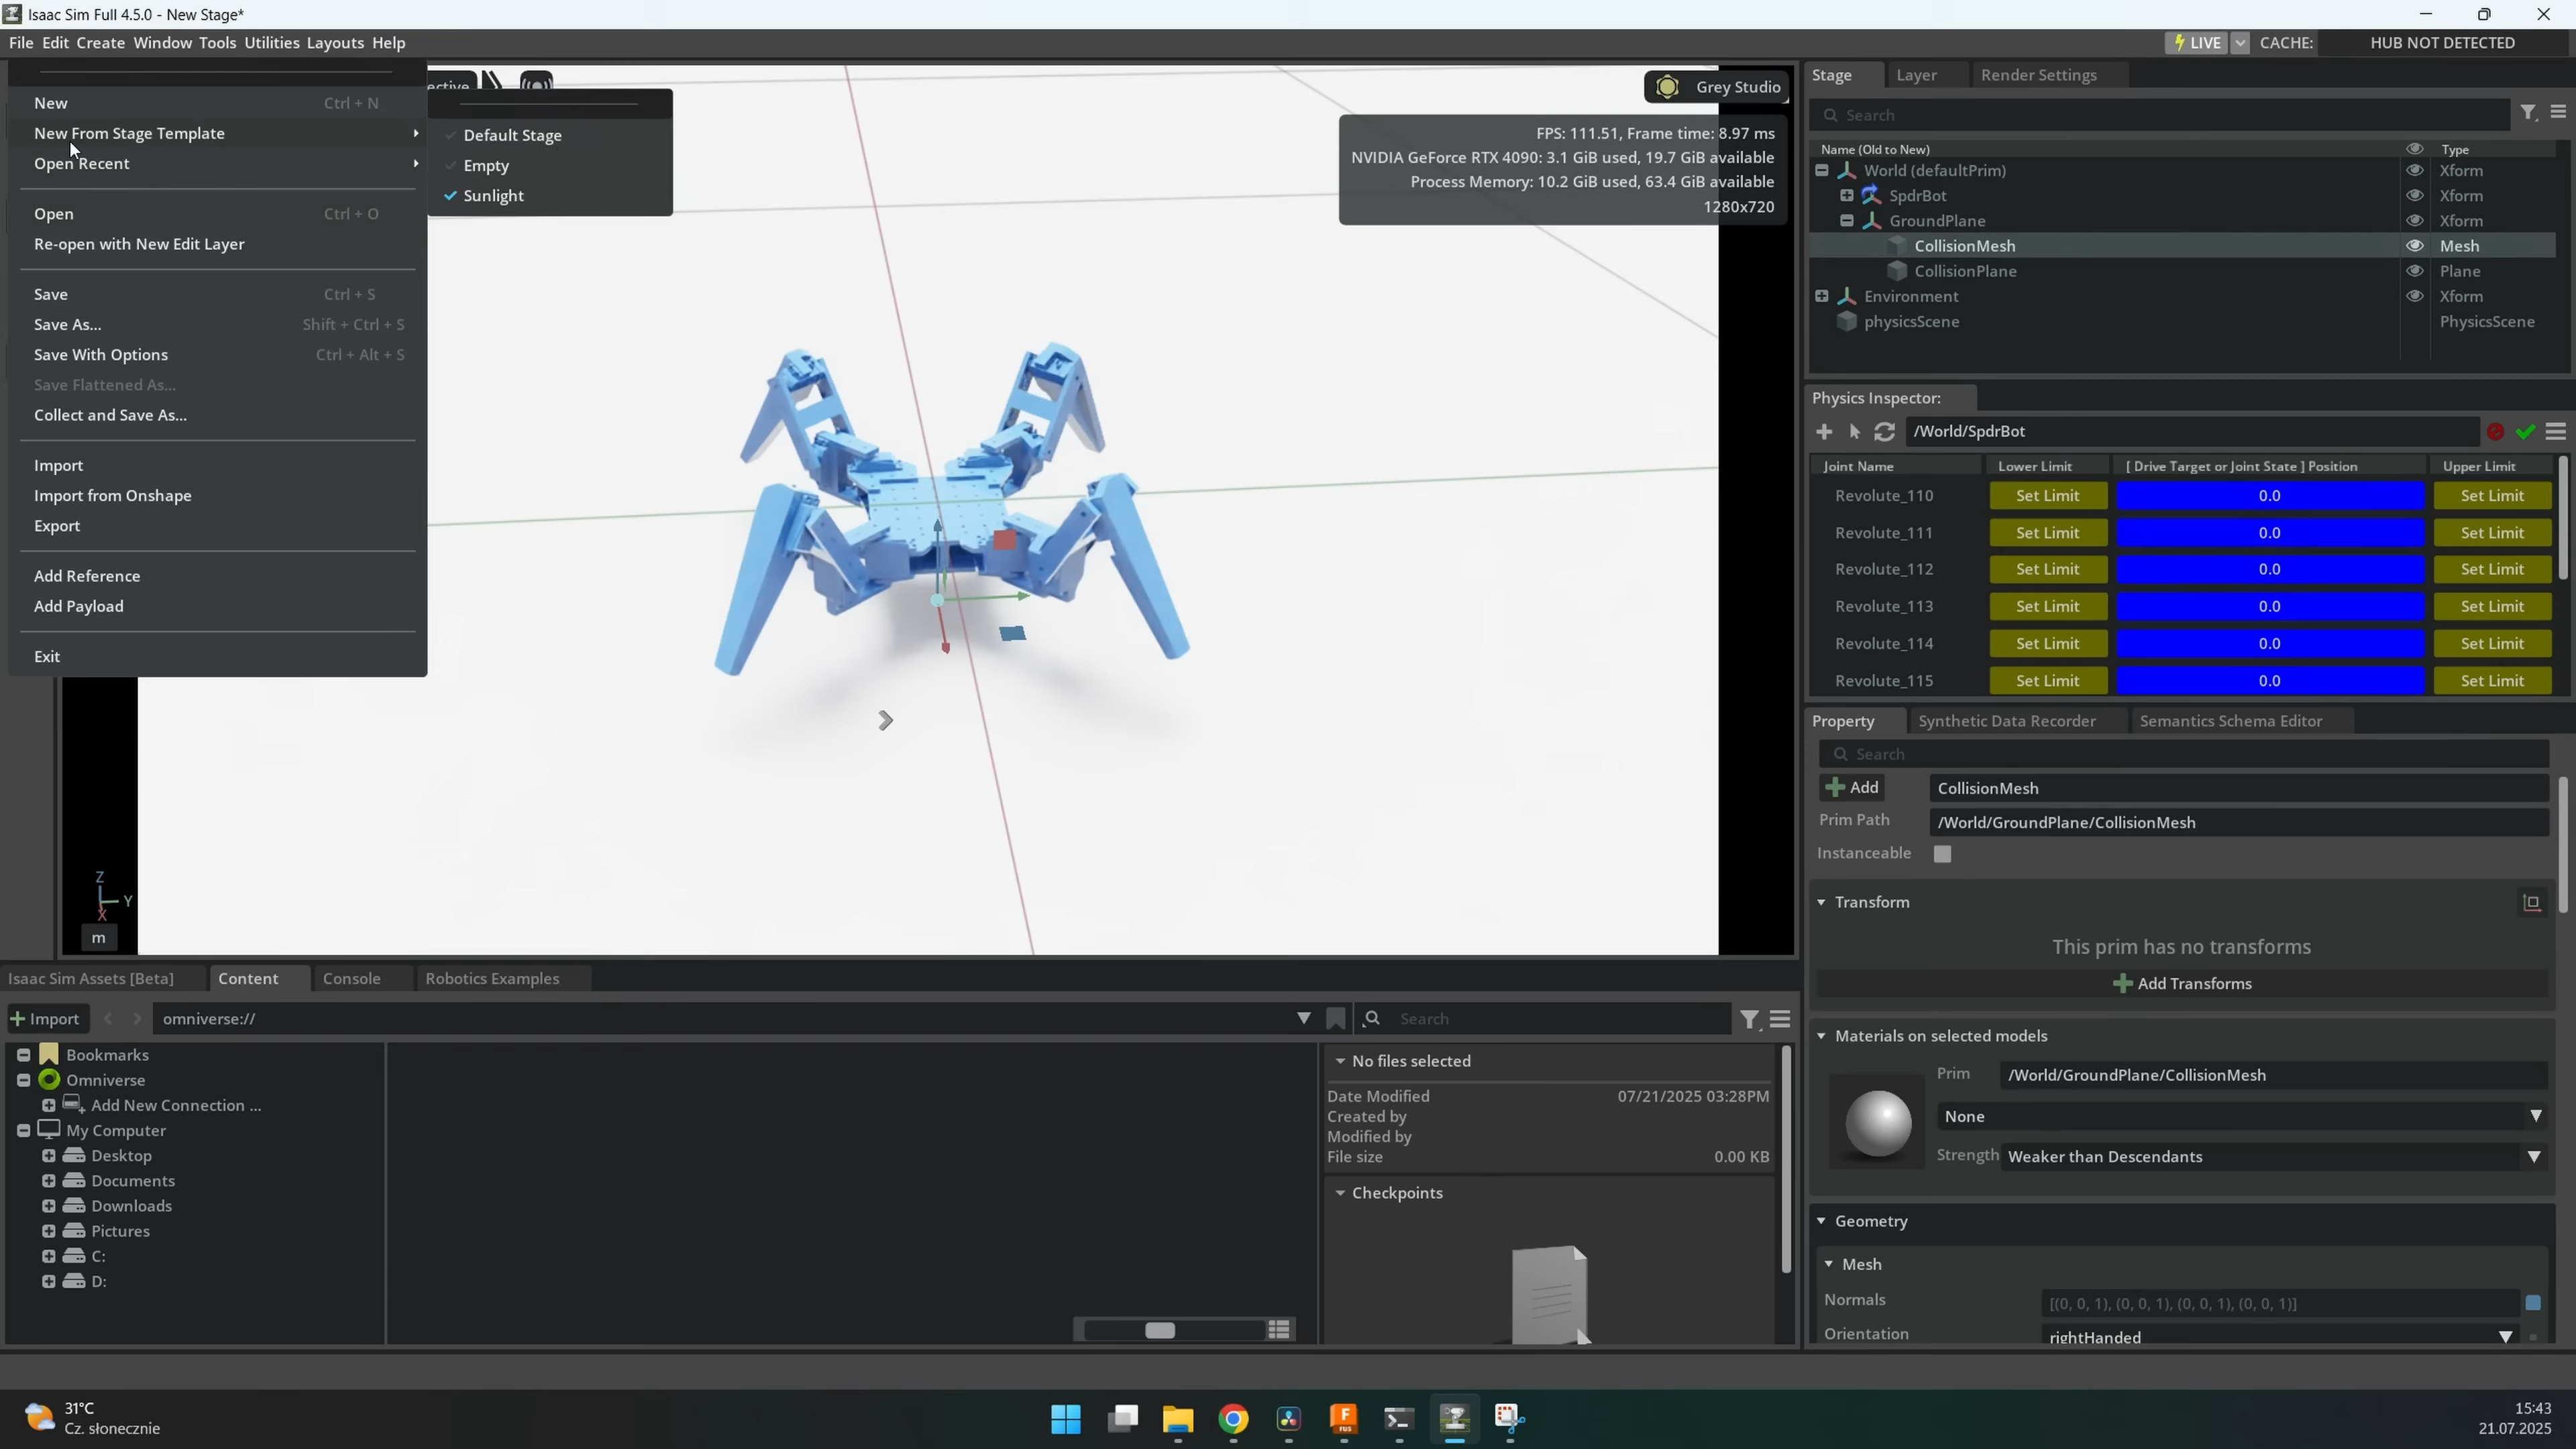 Isaac Sim Full 4.5.0 - New Stage*
File Edit Create Window Tools Utilities Layouts Help
LIVE CACHE: HUB NOT DETECTED
New Ctrl + N
New From Stage Template
Open Recent
Open Ctrl + O
Re-open with New Edit Layer
Save Ctrl + S
Save As... Shift + Ctrl + S
Save With Options Ctrl + Alt + S
Save Flattened As...
Collect and Save As...
Import
Import from Onshape
Export
Add Reference
Add Payload
Exit
ective
Default Stage
Empty
Sunlight
Grey Studio
FPS: 111.51, Frame time: 8.97 ms
NVIDIA GeForce RTX 4090: 3.1 GiB used, 19.7 GiB available
Process Memory: 10.2 GiB used, 63.4 GiB available
1280x720
Z
Y
X
m
Stage Layer Render Settings
Search
Name (Old to New) Type
World (defaultPrim) Xform
SpdrBot Xform
GroundPlane Xform
CollisionMesh Mesh
CollisionPlane Plane
Environment Xform
physicsScene PhysicsScene
Physics Inspector:
/World/SpdrBot
Joint Name Lower Limit [ Drive Target or Joint State ] Position Upper Limit
Revolute_110 Set Limit 0.0 Set Limit
Revolute_111 Set Limit 0.0 Set Limit
Revolute_112 Set Limit 0.0 Set Limit
Revolute_113 Set Limit 0.0 Set Limit
Revolute_114 Set Limit 0.0 Set Limit
Revolute_115 Set Limit 0.0 Set Limit
Property Synthetic Data Recorder Semantics Schema Editor
Search
Add CollisionMesh
Prim Path /World/GroundPlane/CollisionMesh
Instanceable
Transform
This prim has no transforms
Add Transforms
Materials on selected models
Prim /World/GroundPlane/CollisionMesh
None
Strength Weaker than Descendants
Geometry
Mesh
Normals [(0, 0, 1), (0, 0, 1), (0, 0, 1), (0, 0, 1)]
Orientation rightHanded
Isaac Sim Assets [Beta] Content Console Robotics Examples
Import omniverse:// Search
Bookmarks
Omniverse
Add New Connection ...
My Computer
Desktop
Documents
Downloads
Pictures
C:
D:
No files selected
Date Modified 07/21/2025 03:28PM
Created by
Modified by
File size 0.00 KB
Checkpoints
31°C
Cz. słonecznie
F
FUS
15:43
21.07.2025